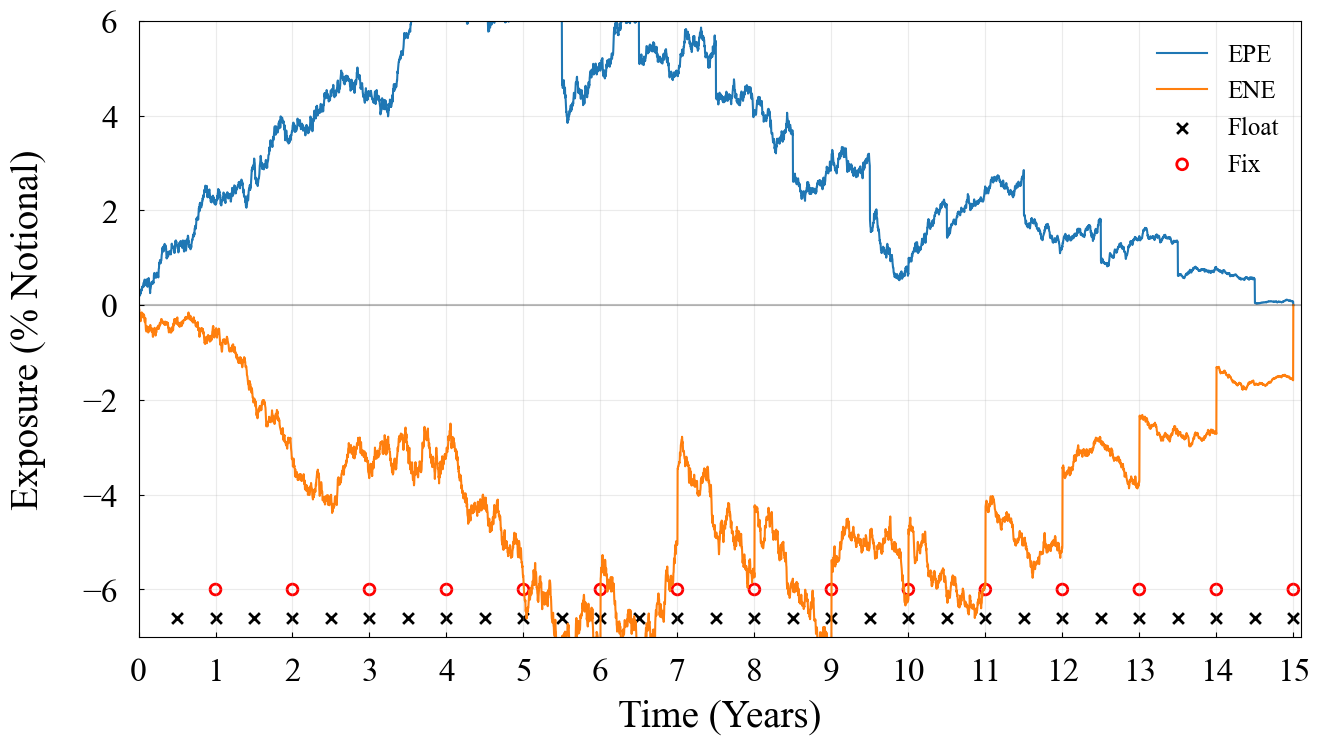 Exposure (% Notional)
6
4
2
0
−2
−4
−6
EPE
ENE
Float
Fix
0 1 2 3 4 5 6 7 8 9 10 11 12 13 14 15
Time (Years)